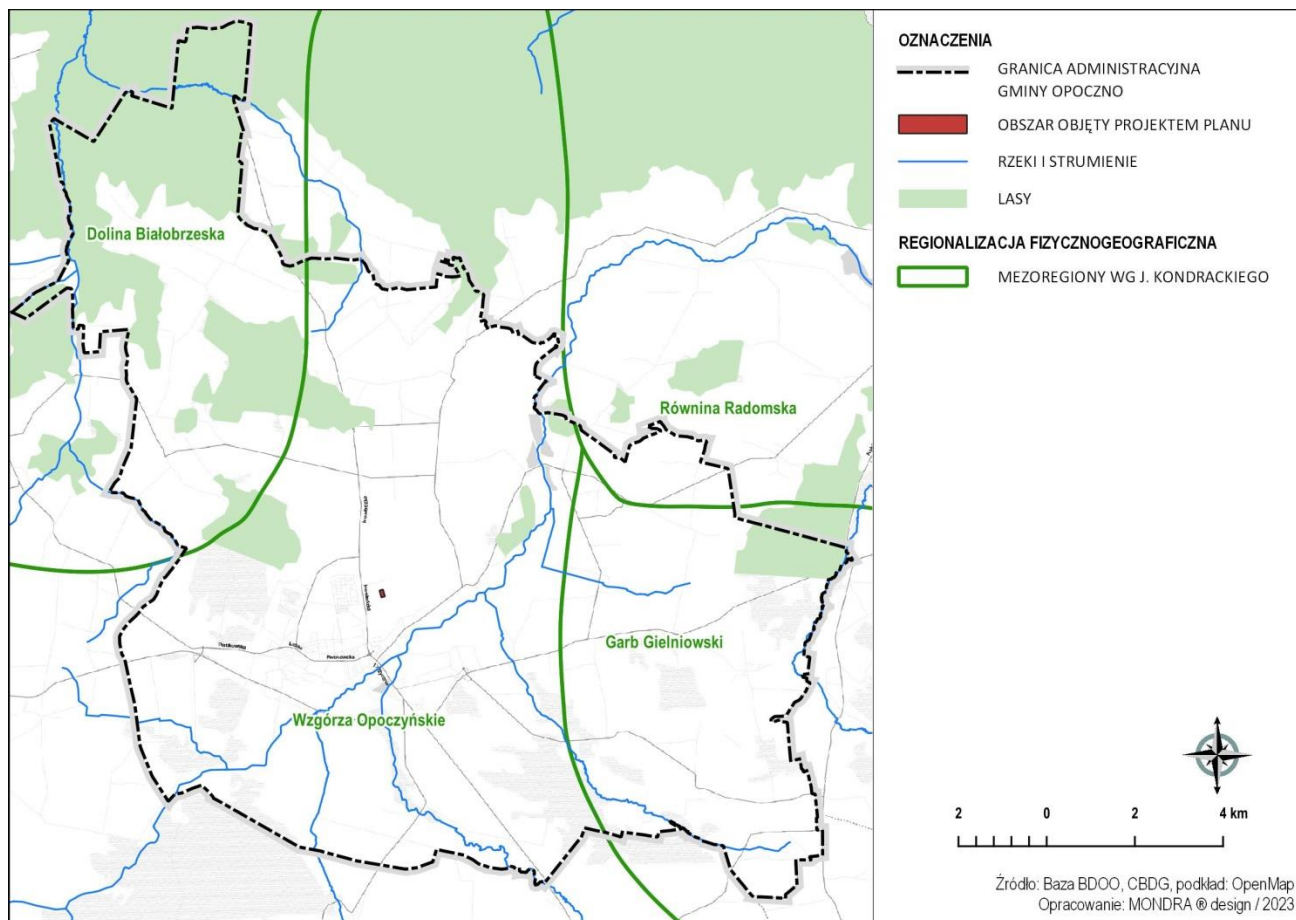 Dolina Białobrzeska
Równina Radomska
Garb Gielniowski
Wzgórza Opoczyńskie
Piotrkowska
OZNACZENIA
GRANICA ADMINISTRACYJNA
GMINY OPOCZNO
OBSZAR OBJĘTY PROJEKTEM PLANU
RZEKI I STRUMIENIE
LASY
REGIONALIZACJA FIZYCZNOGEOGRAFICZNA
MEZOREGIONY WG J. KONDRACKIEGO
2 0 2 4 km
Źródło: Baza BDOO, CBDG, podkład: OpenMap
Opracowanie: MONDRA ® design / 2023